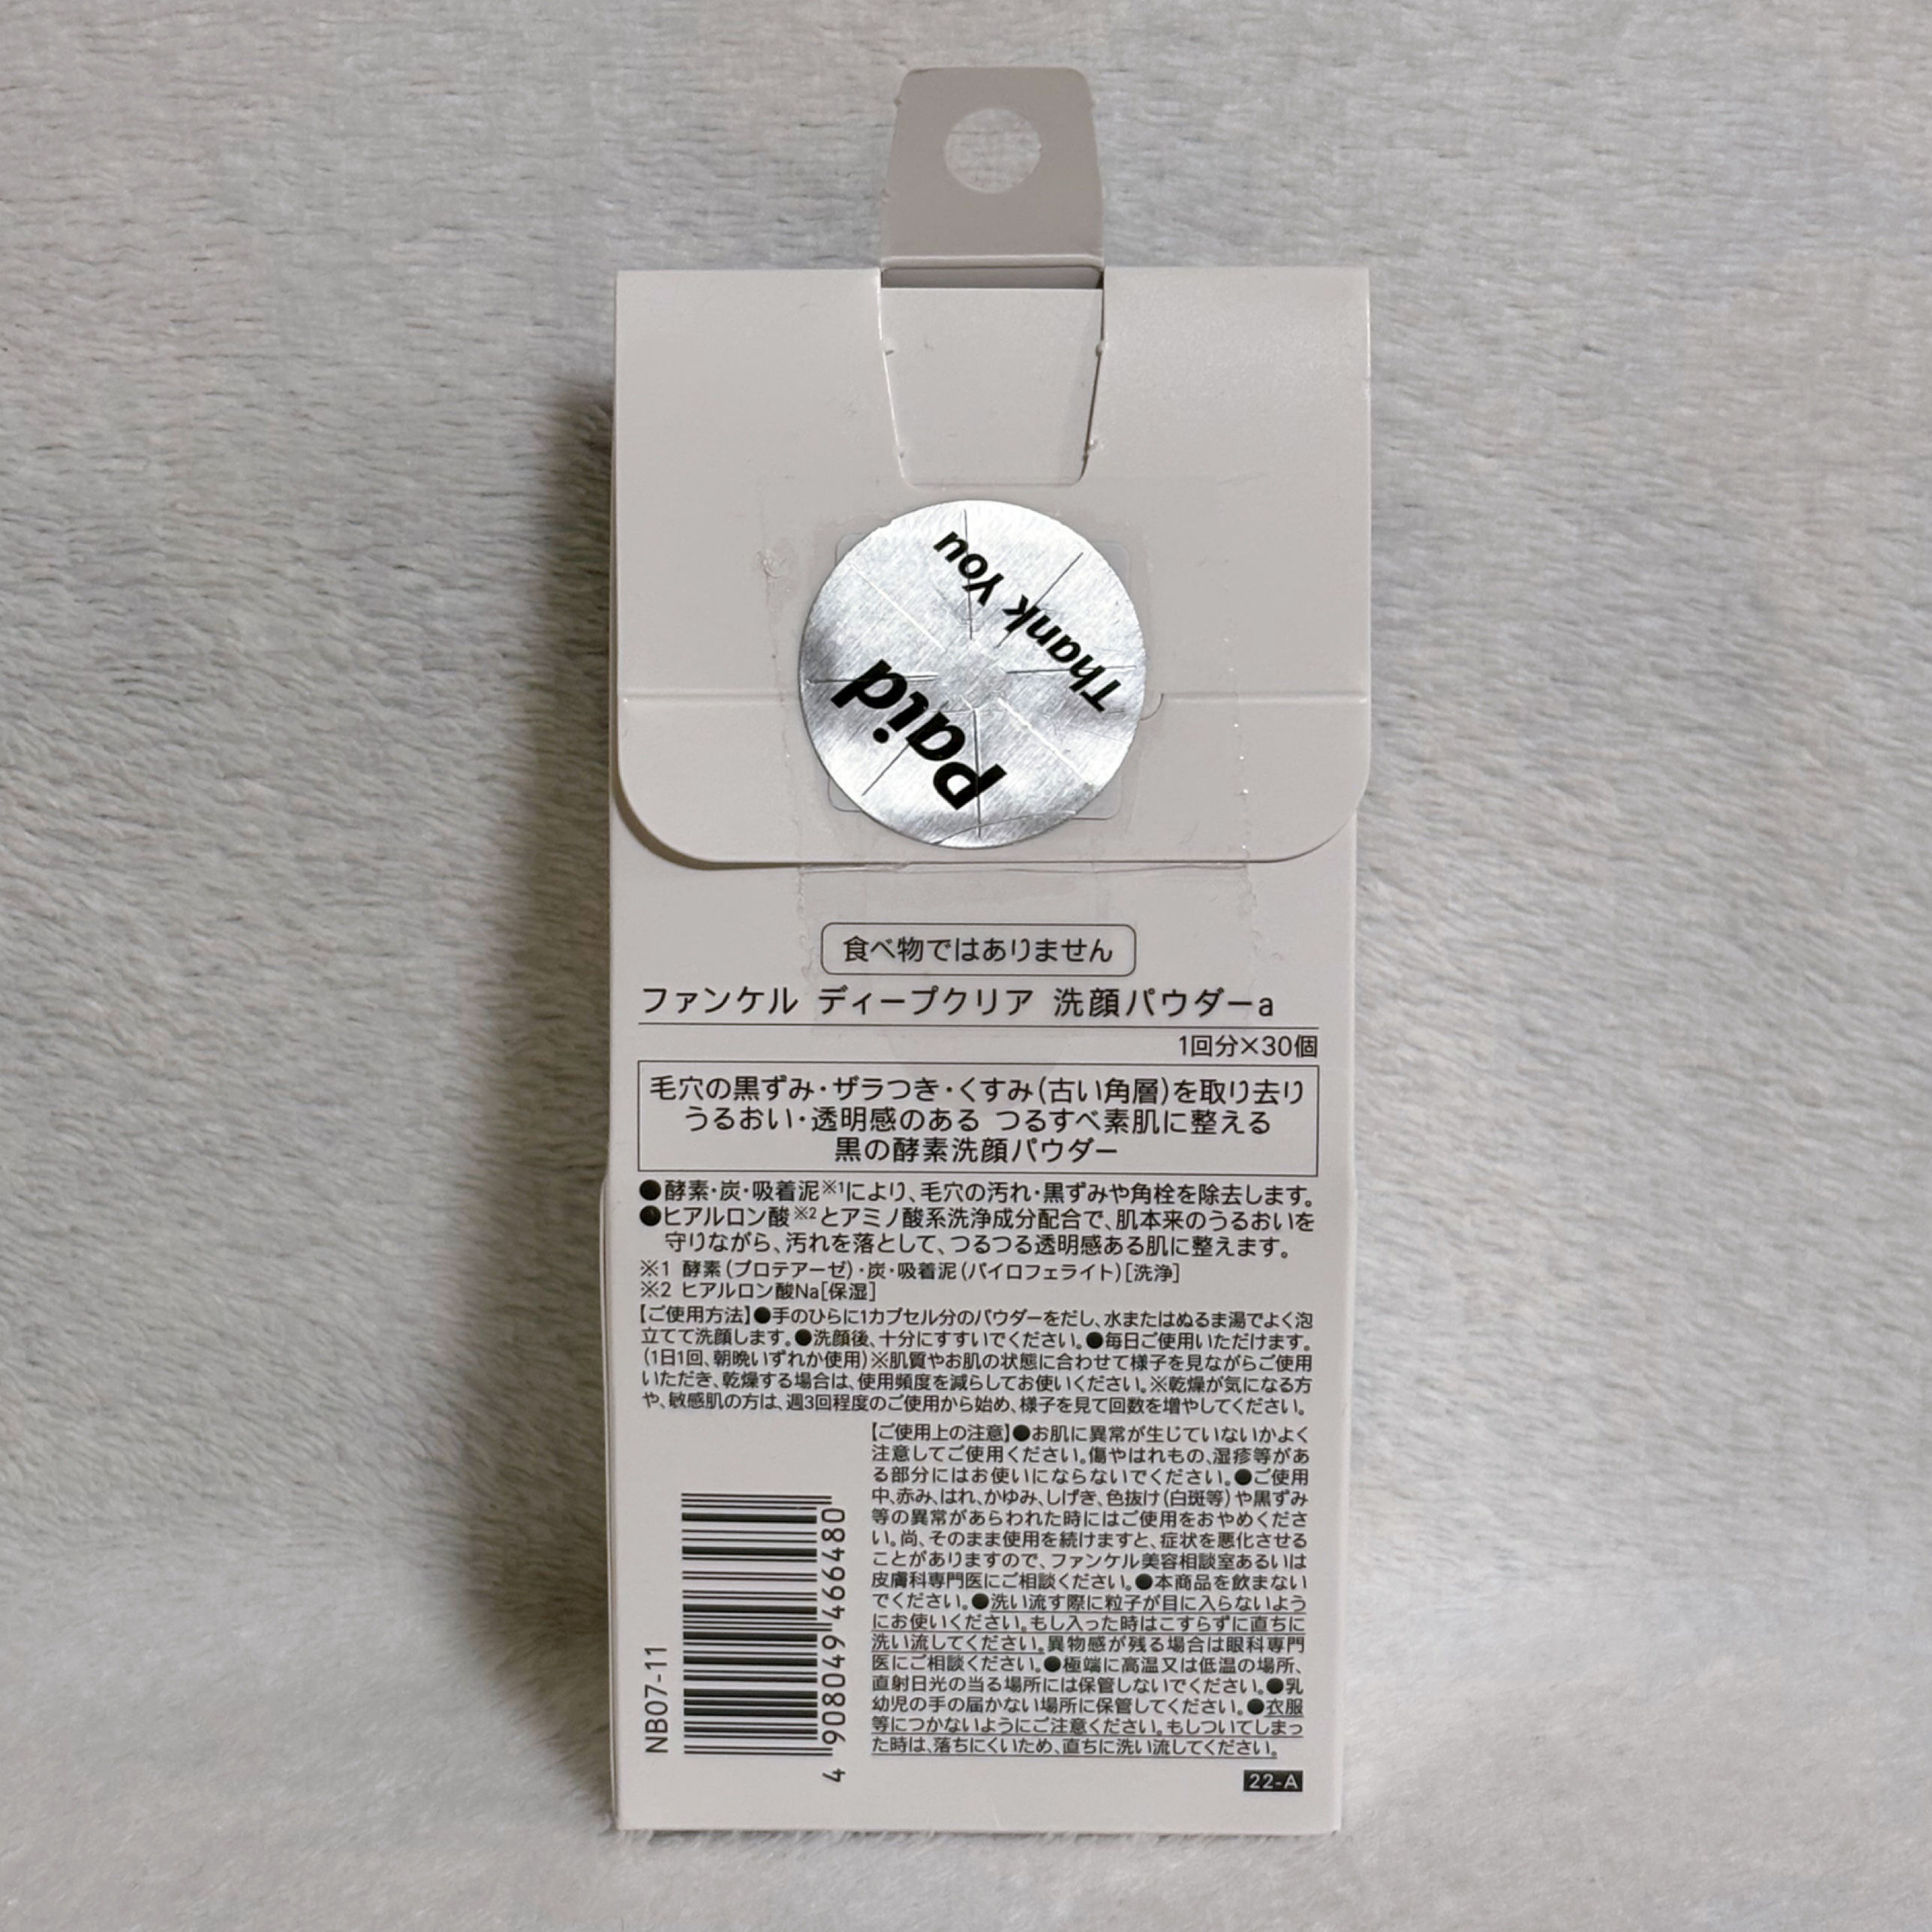 Thank You
Paid
食べ物ではありません
ファンケル ディープクリア 洗顔パウダーa
1回分×30個
毛穴の黒ずみ・ザラつき・くすみ(古い角層)を取り去り
うるおい・透明感のある つるすべ素肌に整える
黒の酵素洗顔パウダー
●酵素・炭・吸着泥※1により、毛穴の汚れ・黒ずみや角栓を除去します。
●ヒアルロン酸※2とアミノ酸系洗浄成分配合で、肌本来のうるおいを
守りながら、汚れを落として、つるつる透明感ある肌に整えます。
※1 酵素(プロテアーゼ)・炭・吸着泥(パイロフェライト)[洗浄]
※2 ヒアルロン酸Na[保湿]
【ご使用方法】●手のひらに1カプセル分のパウダーをだし、水またはぬるま湯でよく泡
立てて洗顔します。●洗顔後、十分にすすいでください。●毎日ご使用いただけます。
(1日1回、朝晩いずれか使用)※肌質やお肌の状態に合わせて様子を見ながらご使用
いただき、乾燥する場合は、使用頻度を減らしてお使いください。※乾燥が気になる方
や、敏感肌の方は、週3回程度のご使用から始め、様子を見て回数を増やしてください。
【ご使用上の注意】●お肌に異常が生じていないかよく
注意してご使用ください。傷やはれもの、湿疹等があ
る部分にはお使いにならないでください。●ご使用
中、赤み、はれ、かゆみ、しげき、色抜け(白斑等)や黒ずみ
等の異常があらわれた時にはご使用をおやめくださ
い。尚、そのまま使用を続けますと、症状を悪化させる
ことがありますので、ファンケル美容相談室あるいは
皮膚科専門医にご相談ください。●本商品を飲まない
でください。●洗い流す際に粒子が目に入らないよう
にお使いください。もし入った時はこすらずに直ちに
洗い流してください。異物感が残る場合は眼科専門
医にご相談ください。●極端に高温又は低温の場所、
直射日光の当る場所には保管しないでください。●乳
幼児の手の届かない場所に保管してください。●衣服
等につかないようにご注意ください。もしついてしまっ
た時は、落ちにくいため、直ちに洗い流してください。
NB07-11
4 908049 466480
22-A